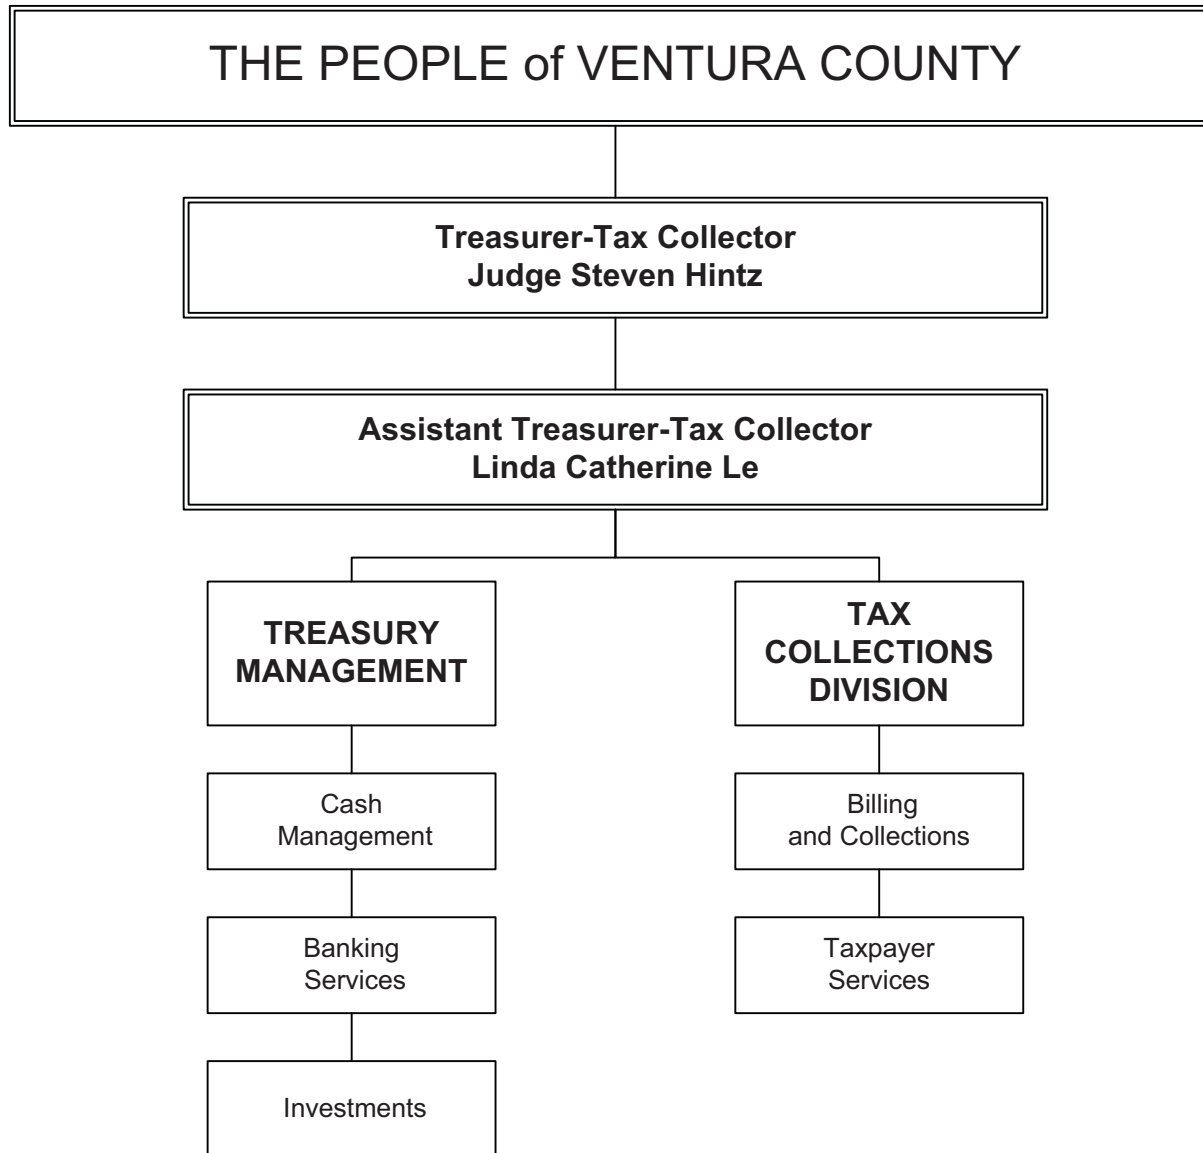 THE PEOPLE of VENTURA COUNTY
Treasurer-Tax Collector
Judge Steven Hintz
Assistant Treasurer-Tax Collector
Linda Catherine Le
TREASURY
MANAGEMENT
TAX
COLLECTIONS
DIVISION
Cash
Management
Billing
and Collections
Banking
Services
Taxpayer
Services
Investments